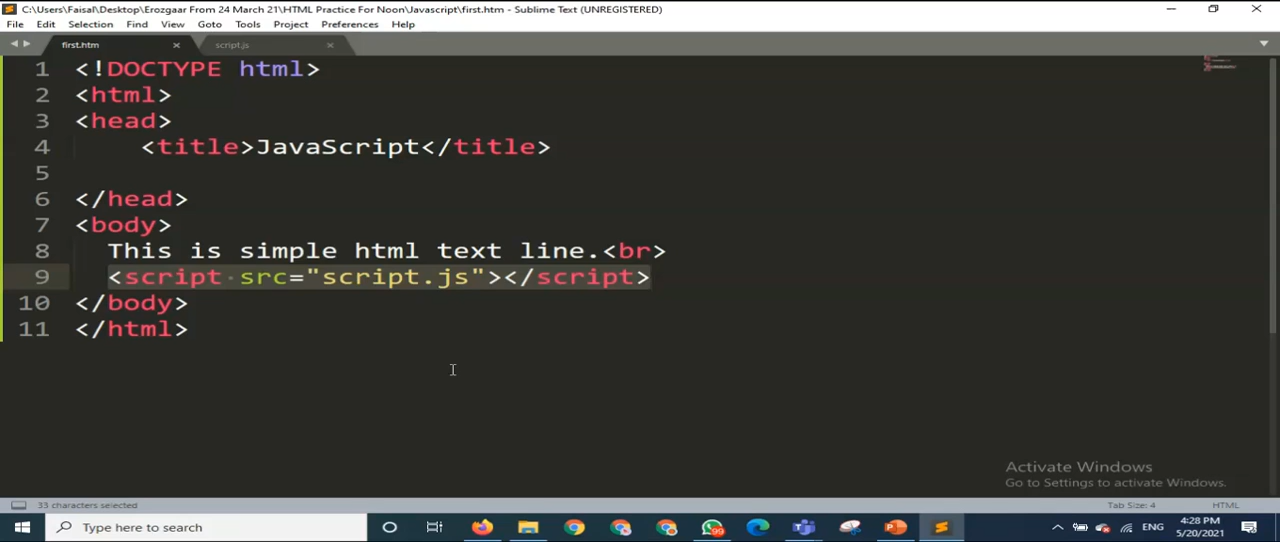 C:\Users\Faisal\Desktop\Erozgaar From 24 March 21\HTML Practice For Noon\Javascript\first.htm - Sublime Text (UNREGISTERED)
File Edit Selection Find View Goto Tools Project Preferences Help
first.htm script.js
1 <!DOCTYPE html>
2 <html>
3 <head>
4 <title>JavaScript</title>
5
6 </head>
7 <body>
8 This is simple html text line.<br>
9 <script src="script.js"></script>
10 </body>
11 </html>
Activate Windows
Go to Settings to activate Windows.
33 characters selected Tab Size: 4 HTML
Type here to search 99 ENG 4:28 PM
5/20/2021